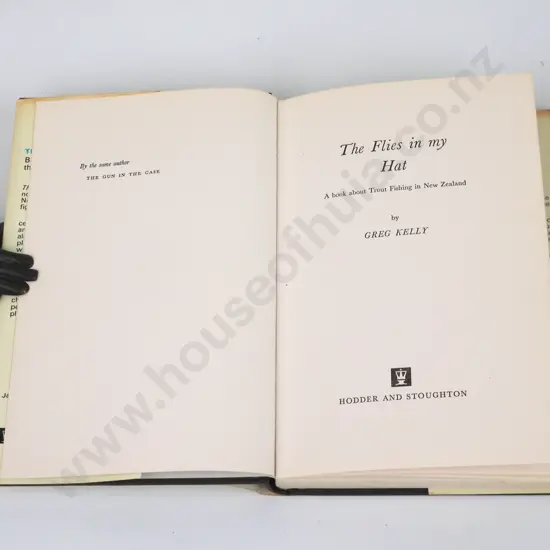 By the same author
THE GUN IN THE CASE
The Flies in my
Hat
A book about Trout Fishing in New Zealand
by
GREG KELLY
HODDER AND STOUGHTON
www.houseofhuia.co.nz